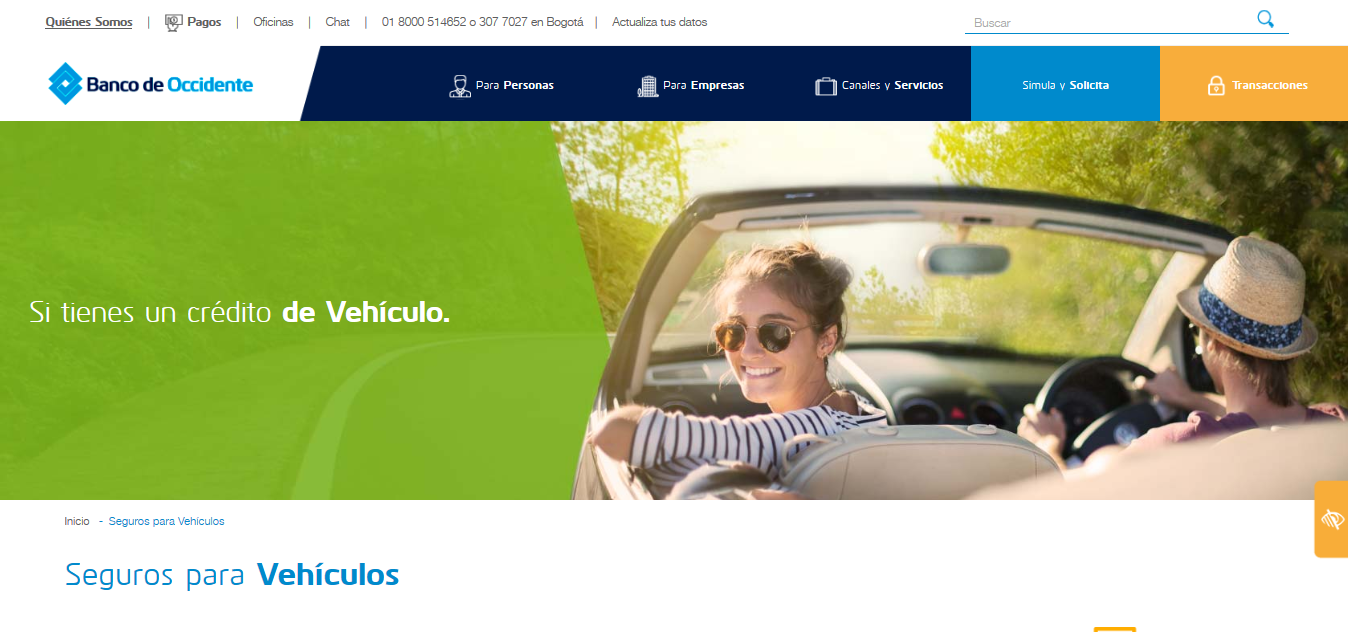 Quiénes Somos | Pagos | Oficinas | Chat | 01 8000 514652 o 307 7027 en Bogotá | Actualiza tus datos
Buscar
Banco de Occidente
Para Personas
Para Empresas
Canales y Servicios
Simula y Solicita
Transacciones
Si tienes un crédito de Vehículo.
Inicio - Seguros para Vehículos
Seguros para Vehículos